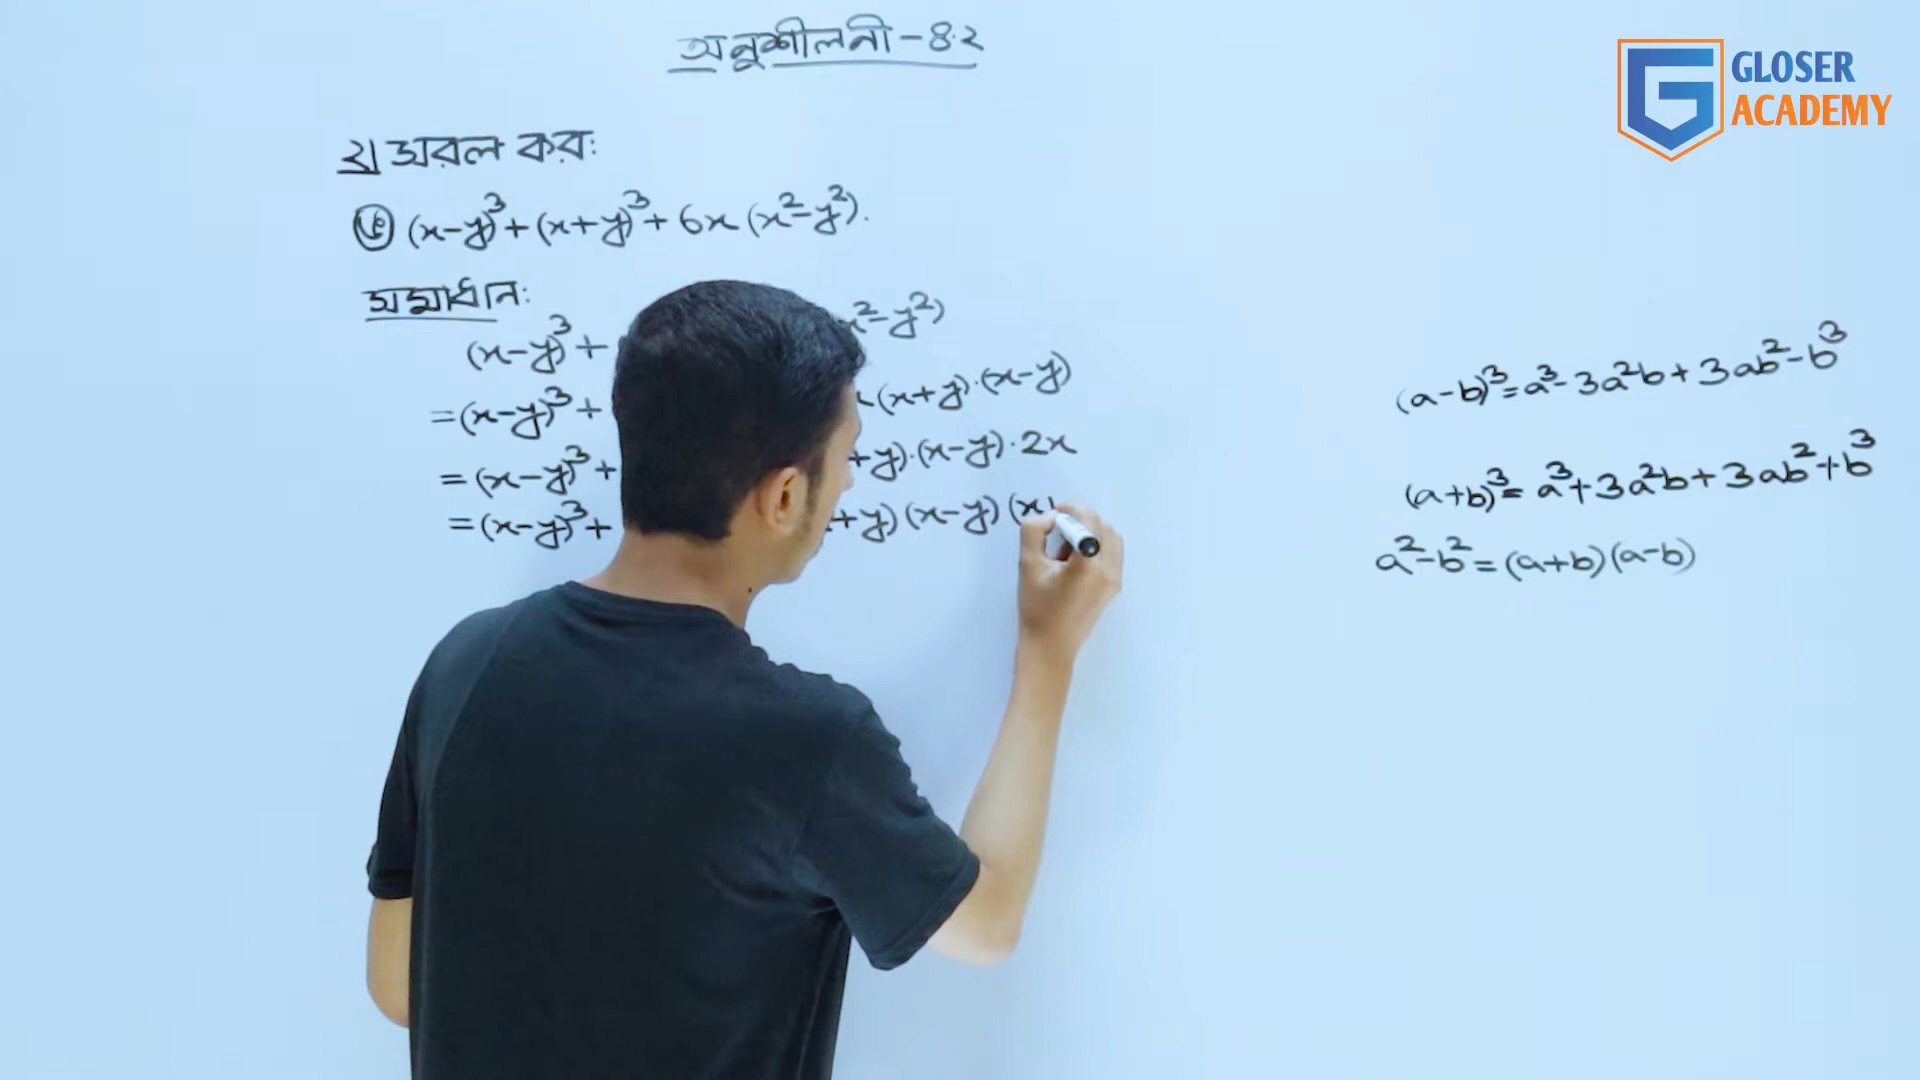 অনুশীলনী-৪.২
২। সরল কর:
(x-y)³+(x+y)³+6x(x²-y²).
সমাধান:
(x-y)³+ x²-y²)
=(x-y)³+ (x+y)·(x-y)
=(x-y)³+ +y)·(x-y)·2x
=(x-y)³+ +y)(x-y)(x
(a-b)³=a³-3a²b+3ab²-b³
(a+b)³=a³+3a²b+3ab²+b³
a²-b²=(a+b)(a-b)
GLOSER
ACADEMY